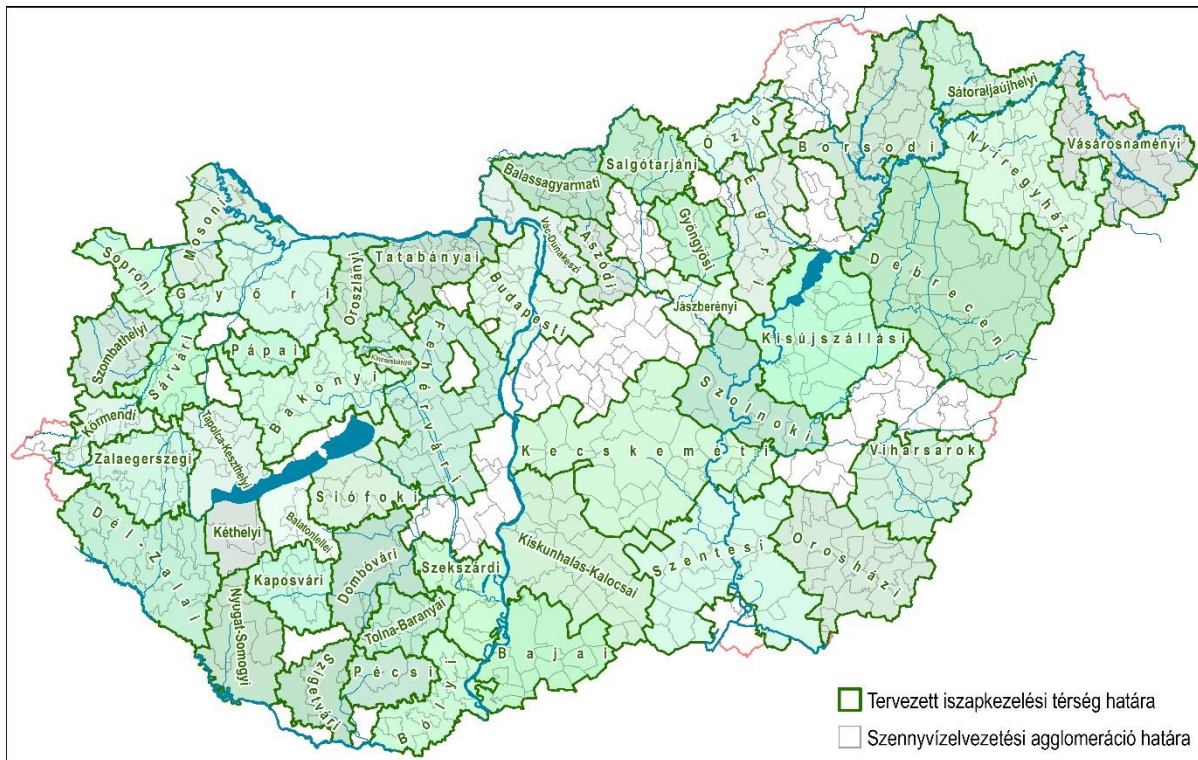 Sátoraljaújhelyi
Ózdi
Borsodi
Vásárosnaményi
Nyíregyházi
Salgótarjáni
Balassagyarmati
Egri
Mosoni
Gyöngyösi
Vác-Dunakeszi
Aszódi
Soproni
Tatabányai
Debreceni
Győri
Oroszlányi
Budapesti
Jászberényi
Kisújszállási
Szombathelyi
Sárvári
Pápai
Fehérvári
Bakonyi
Szolnoki
Körmendi
Tapolca-Keszthelyi
Zalaegerszegi
Kecskeméti
Viharsarok
Siófoki
Balatonlellei
Kéthelyi
Dél-Zalai
Orosházi
Szentesi
Kiskunhalas-Kalocsai
Dombóvári
Szekszárdi
Kaposvári
Nyugat-Somogyi
Tolna-Baranyai
Bajai
Pécsi
Szigetvári
Bólyi
Tervezett iszapkezelési térség határa
Szennyvízelvezetési agglomeráció határa